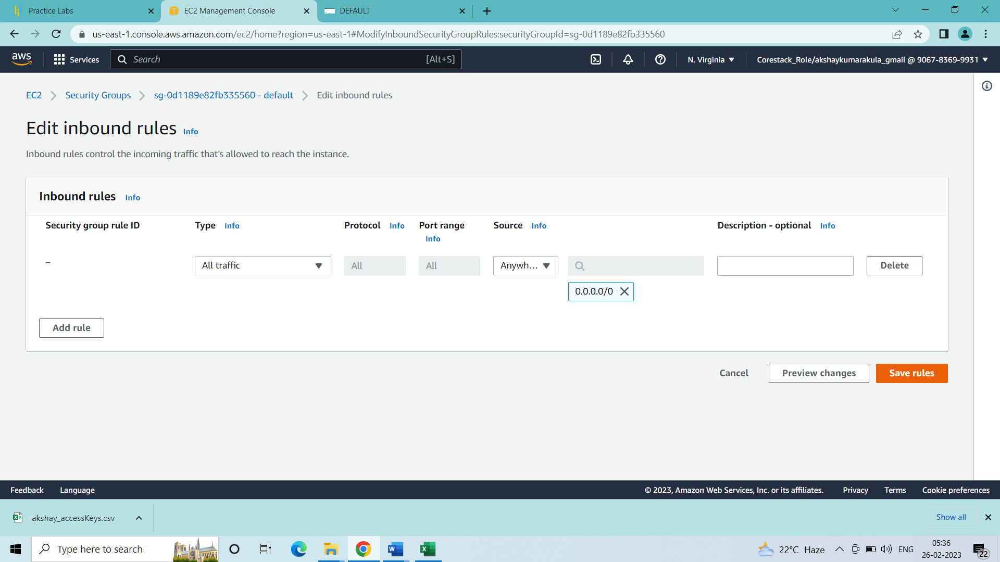 Practice Labs
EC2 Management Console
DEFAULT
us-east-1.console.aws.amazon.com/ec2/home?region=us-east-1#ModifyInboundSecurityGroupRules:securityGroupId=sg-0d1189e82fb335560
aws
Services
Search
[Alt+S]
N. Virginia
Corestack_Role/akshaykumarakula_gmail @ 9067-8369-9931
EC2
Security Groups
sg-0d1189e82fb335560 - default
Edit inbound rules
Edit inbound rules Info
Inbound rules control the incoming traffic that's allowed to reach the instance.
Inbound rules Info
Security group rule ID
Type Info
Protocol Info
Port range
Info
Source Info
Description - optional Info
–
All traffic
All
All
Anywh...
Delete
0.0.0.0/0
Add rule
Cancel
Preview changes
Save rules
Feedback
Language
© 2023, Amazon Web Services, Inc. or its affiliates.
Privacy
Terms
Cookie preferences
akshay_accessKeys.csv
Show all
Type here to search
22°C Haze
ENG
05:36
26-02-2023
22